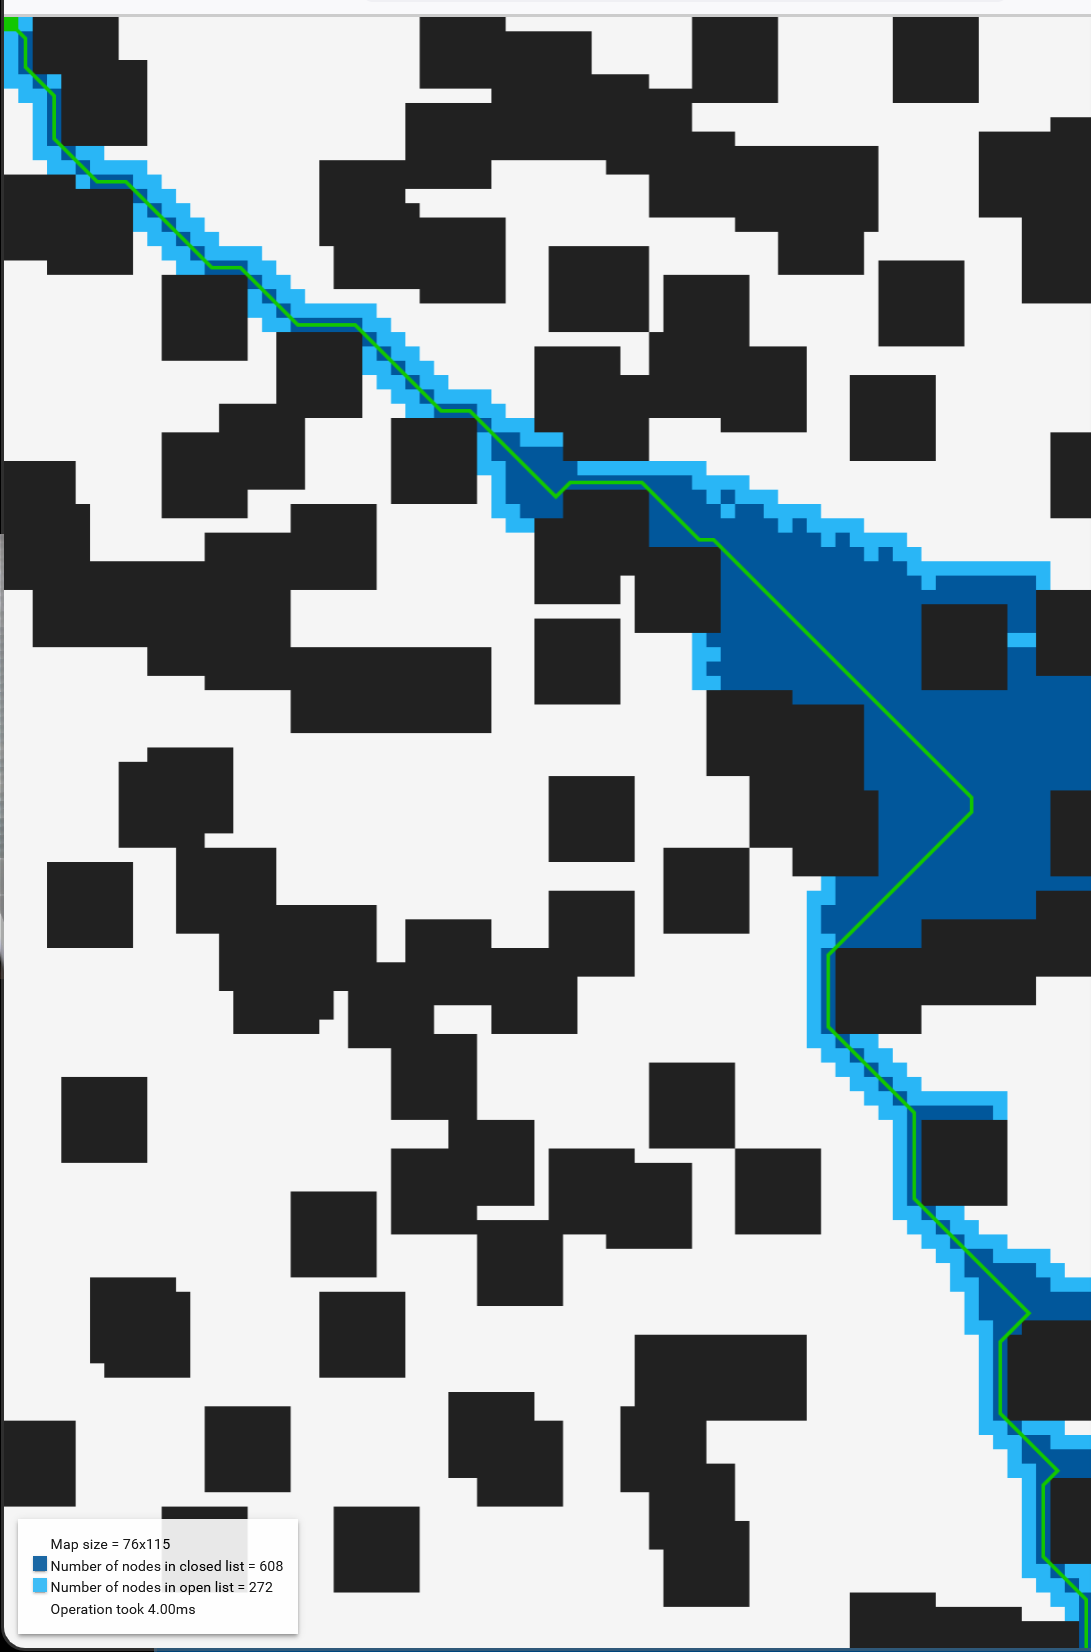 Map size = 76x115
Number of nodes in closed list = 608
Number of nodes in open list = 272
Operation took 4.00ms